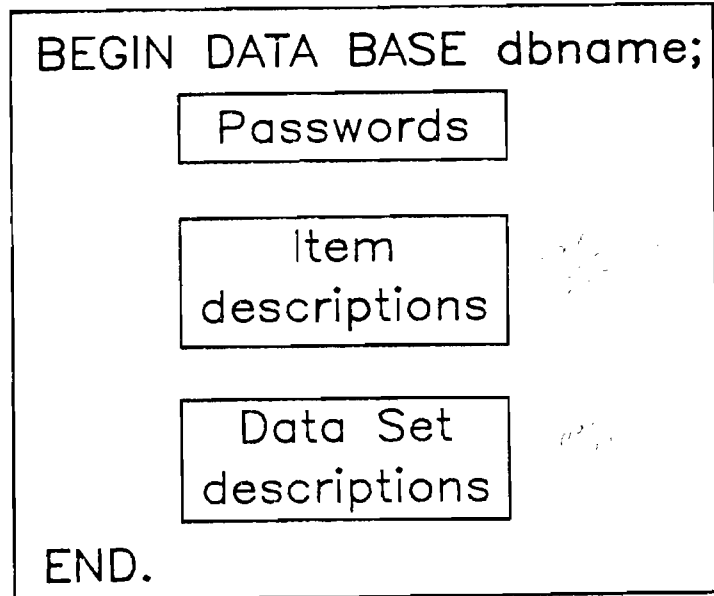 BEGIN DATA BASE dbname;
Passwords
Item
descriptions
Data Set
descriptions
END.